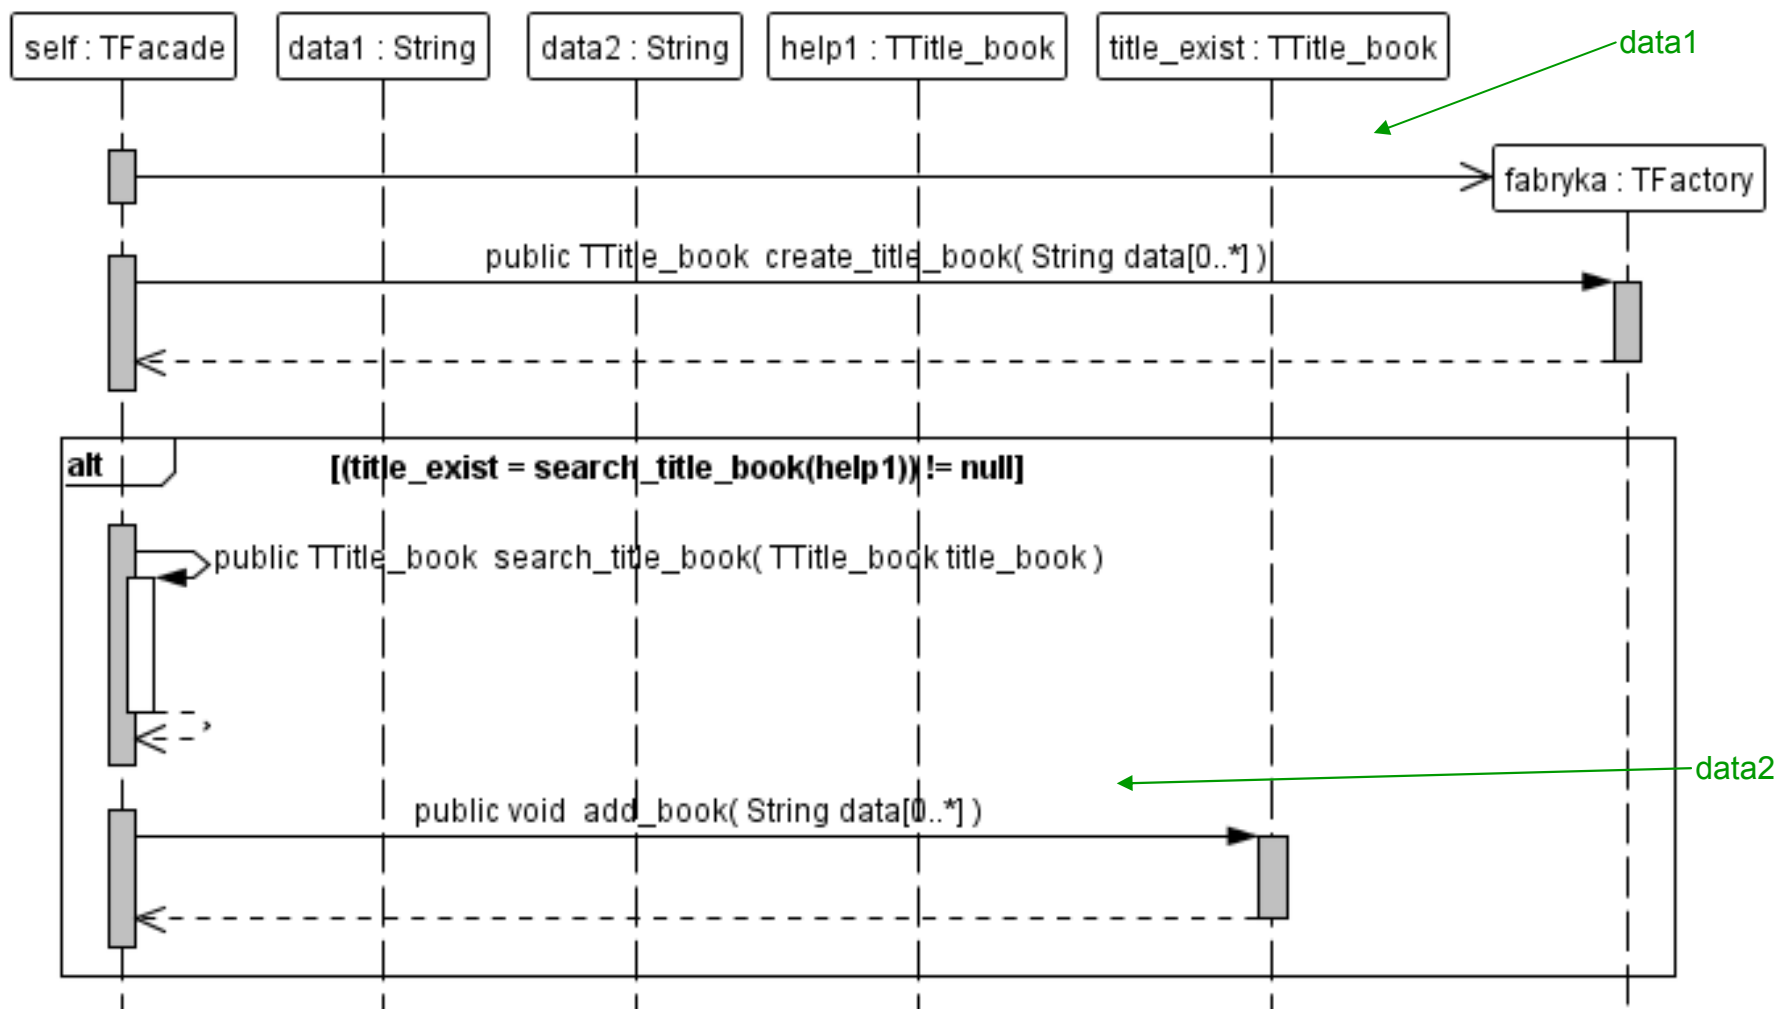 self : TFacade
data1 : String
data2 : String
help1 : TTitle_book
title_exist : TTitle_book
data1
fabryka : TFactory
public TTitle_book create_title_book( String data[0..*] )
alt
[(title_exist = search_title_book(help1)) != null]
public TTitle_book search_title_book( TTitle_book title_book )
data2
public void add_book( String data[0..*] )